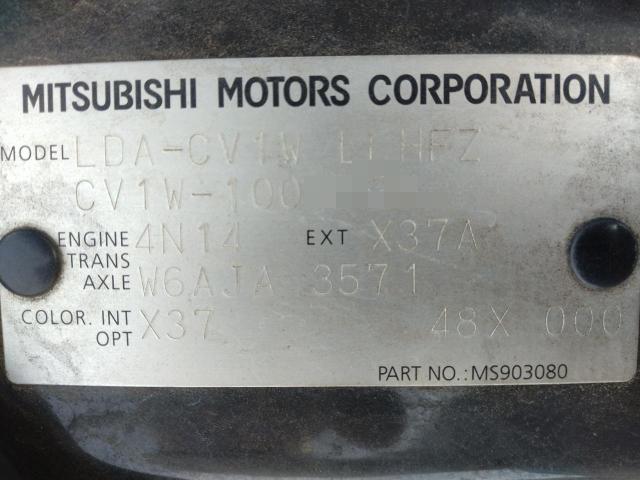 MITSUBISHI MOTORS CORPORATION
MODEL LDA-CV1W LLHFZ
CV1W-100
ENGINE 4N14 EXT X37A
TRANS
AXLE W6AJA 3571
COLOR. INT X37 48X 000
OPT
PART NO.:MS903080